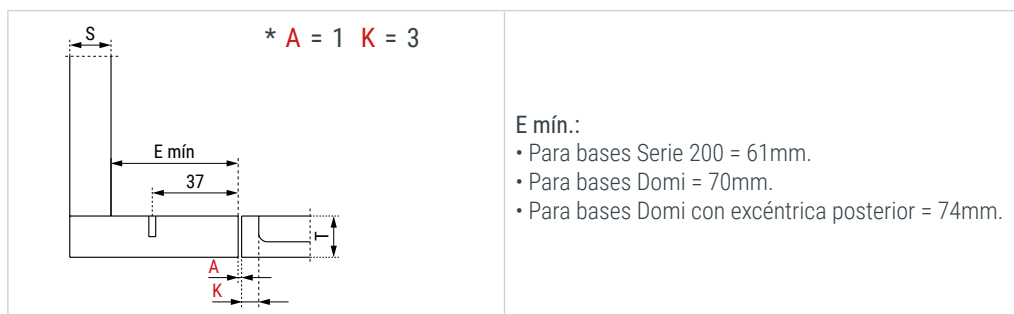 S
* A = 1 K = 3
E mín
37
T
A
K
E mín.:
• Para bases Serie 200 = 61mm.
• Para bases Domi = 70mm.
• Para bases Domi con excéntrica posterior = 74mm.